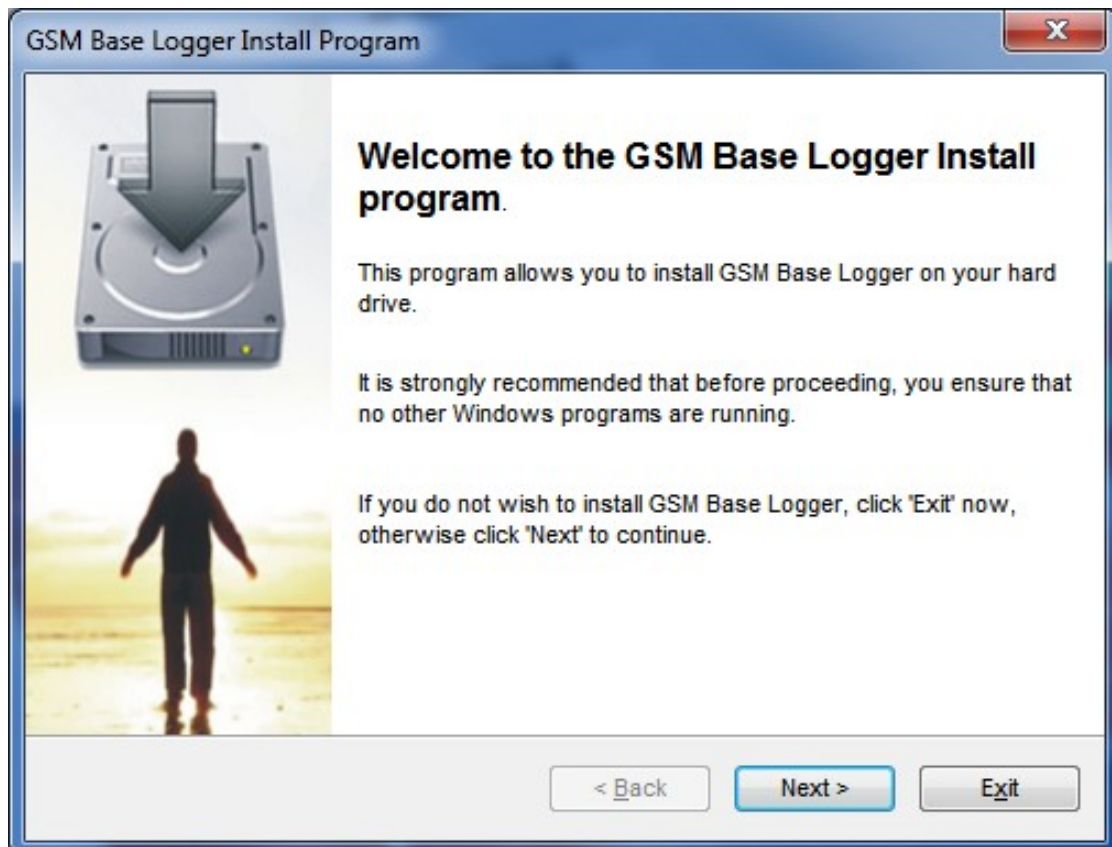 GSM Base Logger Install Program
X
Welcome to the GSM Base Logger Install
program.
This program allows you to install GSM Base Logger on your hard
drive.
It is strongly recommended that before proceeding, you ensure that
no other Windows programs are running.
If you do not wish to install GSM Base Logger, click 'Exit' now,
otherwise click 'Next' to continue.
< Back Next > Exit